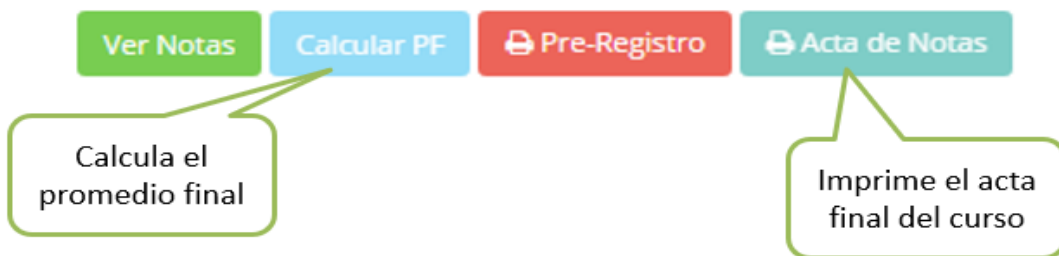 Ver Notas
Calcular PF
Pre-Registro
Acta de Notas
Calcula el
promedio final
Imprime el acta
final del curso